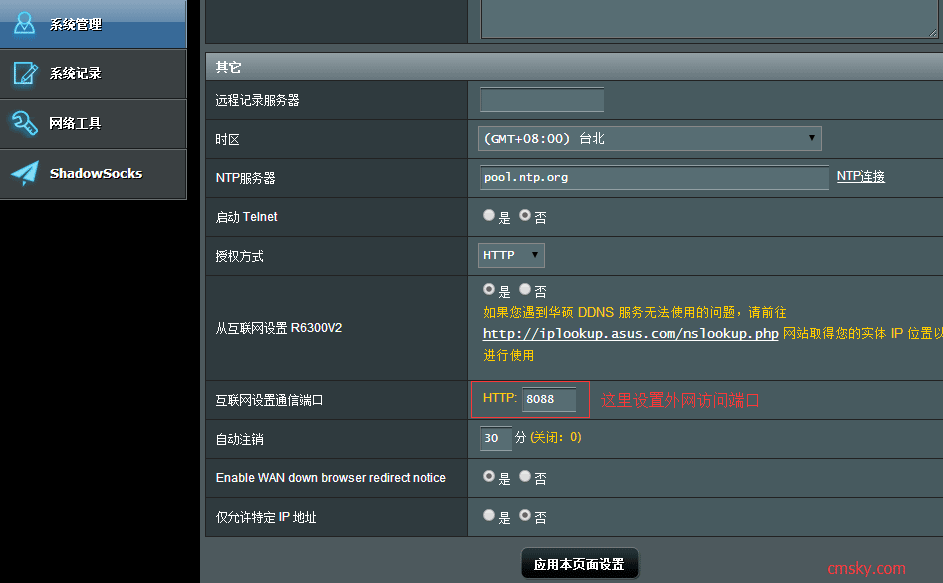 系统管理
系统记录
网络工具
ShadowSocks
其它
远程记录服务器
时区 (GMT+08:00) 台北
NTP服务器 pool.ntp.org NTP连接
启动 Telnet 是 否
授权方式 HTTP
从互联网设置 R6300V2 是 否
如果您遇到华硕 DDNS 服务无法使用的问题，请前往
http://iplookup.asus.com/nslookup.php 网站取得您的实体 IP 位置以
进行使用
互联网设置通信端口 HTTP: 8088 这里设置外网访问端口
自动注销 30 分 (关闭：0)
Enable WAN down browser redirect notice 是 否
仅允许特定 IP 地址 是 否
应用本页面设置
cmsky.com